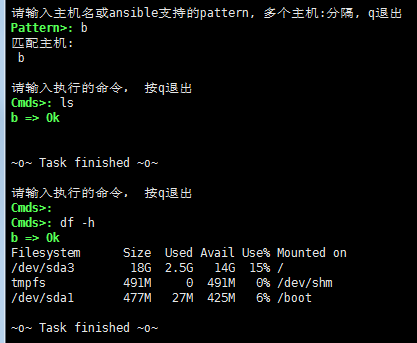 请输入主机名或ansible支持的pattern, 多个主机:分隔, q退出
Pattern>: b
匹配主机:
 b
请输入执行的命令， 按q退出
Cmds>: ls
b => Ok
~o~ Task finished ~o~
请输入执行的命令， 按q退出
Cmds>:
Cmds>: df -h
b => Ok
Filesystem      Size  Used Avail Use% Mounted on
/dev/sda3        18G  2.5G   14G  15% /
tmpfs           491M     0  491M   0% /dev/shm
/dev/sda1       477M   27M  425M   6% /boot
~o~ Task finished ~o~